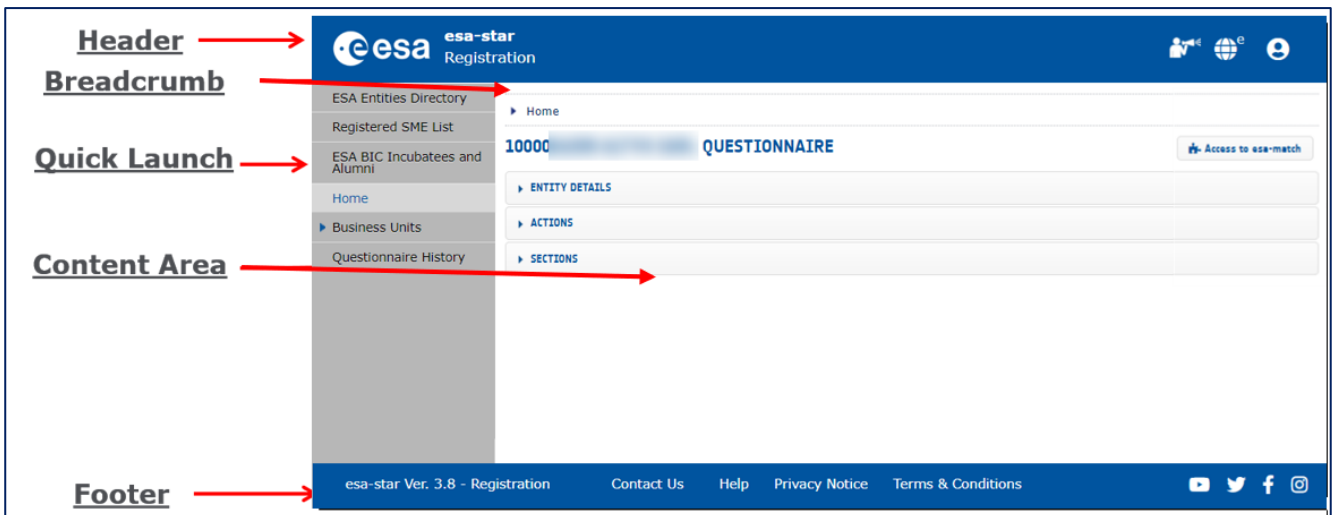 Header
Breadcrumb
Quick Launch
Content Area
Footer
esa
esa-star
Registration
e
ESA Entities Directory
Registered SME List
ESA BIC Incubatees and
Alumni
Home
Business Units
Questionnaire History
Home
10000 QUESTIONNAIRE
Access to esa-match
ENTITY DETAILS
ACTIONS
SECTIONS
esa-star Ver. 3.8 - Registration Contact Us Help Privacy Notice Terms & Conditions